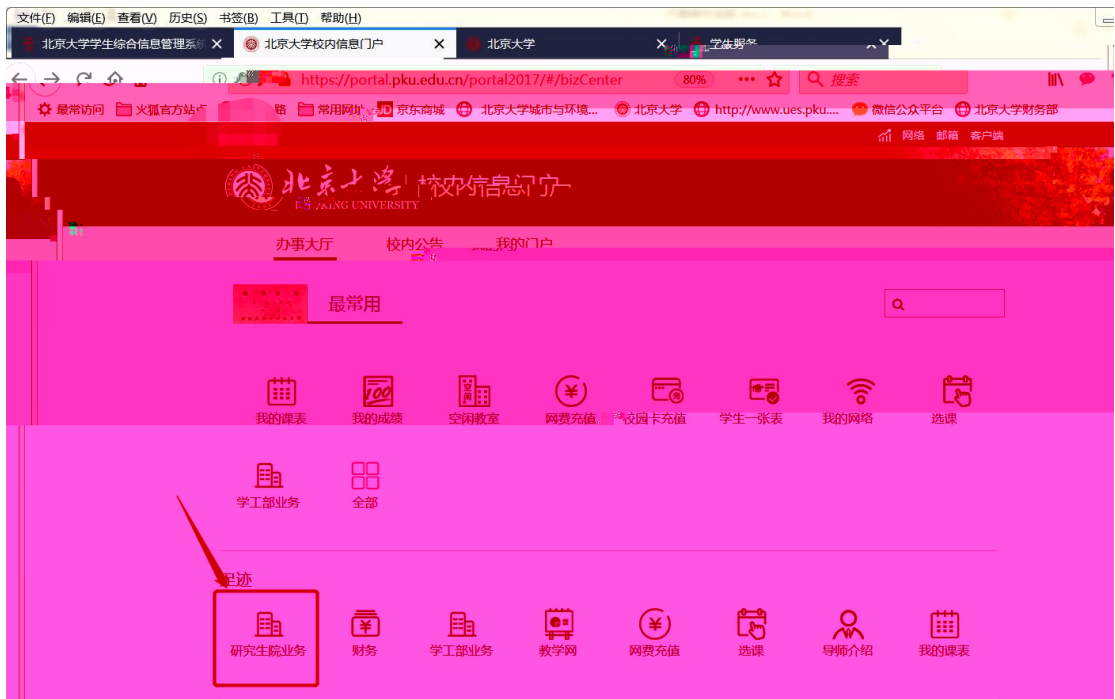 文件(F) 编辑(E) 查看(V) 历史(S) 书签(B) 工具(T) 帮助(H)
北京大学学生综合信息管理系统 北京大学校内信息门户 北京大学
https://portal.pku.edu.cn/portal2017/#/bizCenter 80% 搜索
最常访问 火狐官方站点 常用网址 JD 京东商城 北京大学城市与环境... 北京大学 http://www.ues.pku.... 微信公众平台 北京大学财务部
网络 邮箱 客户端
北京大学 校内信息门户
UNIVERSITY
办事大厅 校内公告 我的门户
最常用
我的课表 我的成绩 空闲教室 网费充值 校园卡充值 学生一张表 我的网络 选课
学工部业务 全部
足迹
研究生院业务 财务 学工部业务 教学网 网费充值 选课 导师介绍 我的课表